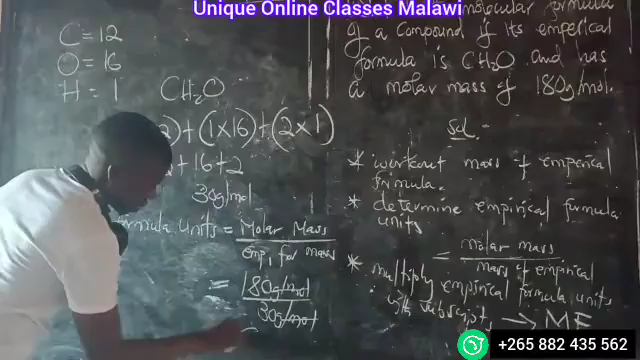 Unique Online Classes Malawi
C = 12
O = 16
H = 1
CH₂O
2) + (1 x 16) + (2 x 1)
+ 16 + 2
30g/mol
formula units = Molar Mass
Emp, for mass
= 180g/mol
30g/mol
molecular formula
of a compound if its emperical
formula is CH₂O and has
a molar mass of 180g/mol.
Sol.
* workout mass of emperical
formula.
* determine empirical formula
units
= molar mass
mass of empirical
* multiply empirical formula units
with subscript, → MF
+265 882 435 562